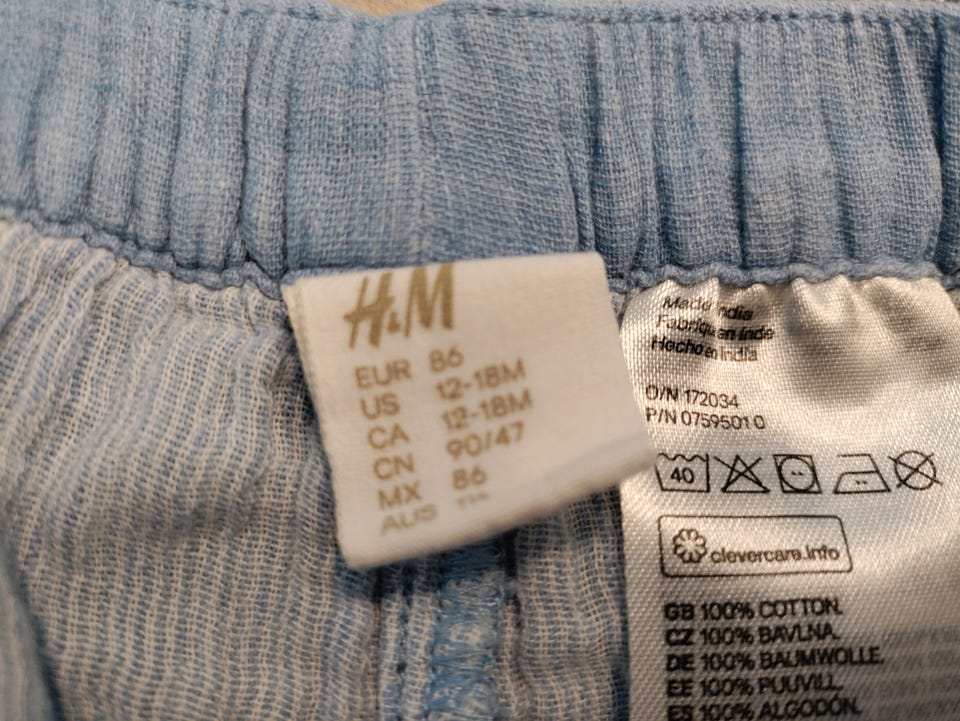 H&M
EUR 86
US 12-18M
CA 12-18M
CN 90/47
MX 86
AUS
Made India
Fabriqué en Inde
Hecho en India
O/N 172034
P/N 0759501 0
40
clevercare.info
GB 100% COTTON.
CZ 100% BAVLNA.
DE 100% BAUMWOLLE.
EE 100% PUUVILL.
ES 100% ALGODÓN.